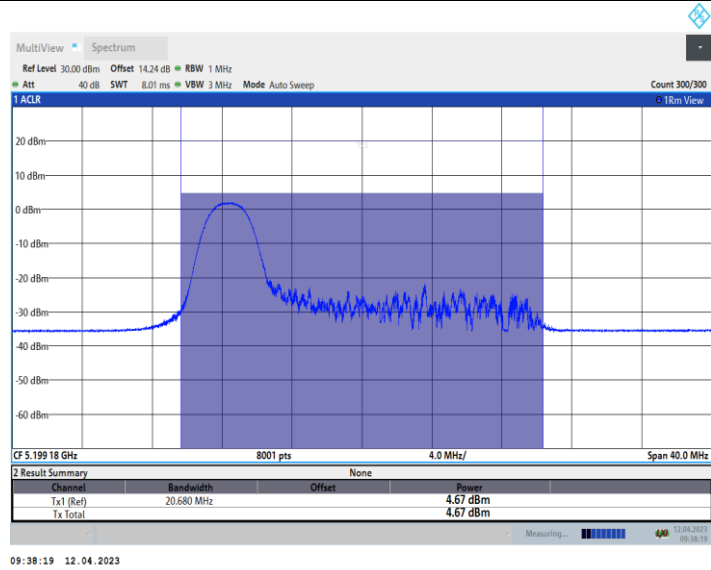 R S
MultiView Spectrum
Ref Level 30.00 dBm Offset 14.24 dB RBW 1 MHz
Att 40 dB SWT 8.01 ms VBW 3 MHz Mode Auto Sweep Count 300/300
1 ACLR 1Rm View
20 dBm
10 dBm
0 dBm
-10 dBm
-20 dBm
-30 dBm
-40 dBm
-50 dBm
-60 dBm
CF 5.199 18 GHz 8001 pts 4.0 MHz/ Span 40.0 MHz
2 Result Summary None
Channel Bandwidth Offset Power
Tx1 (Ref) 20.680 MHz 4.67 dBm
Tx Total 4.67 dBm
Measuring... 12.04.2023
09:38:19
09:38:19 12.04.2023